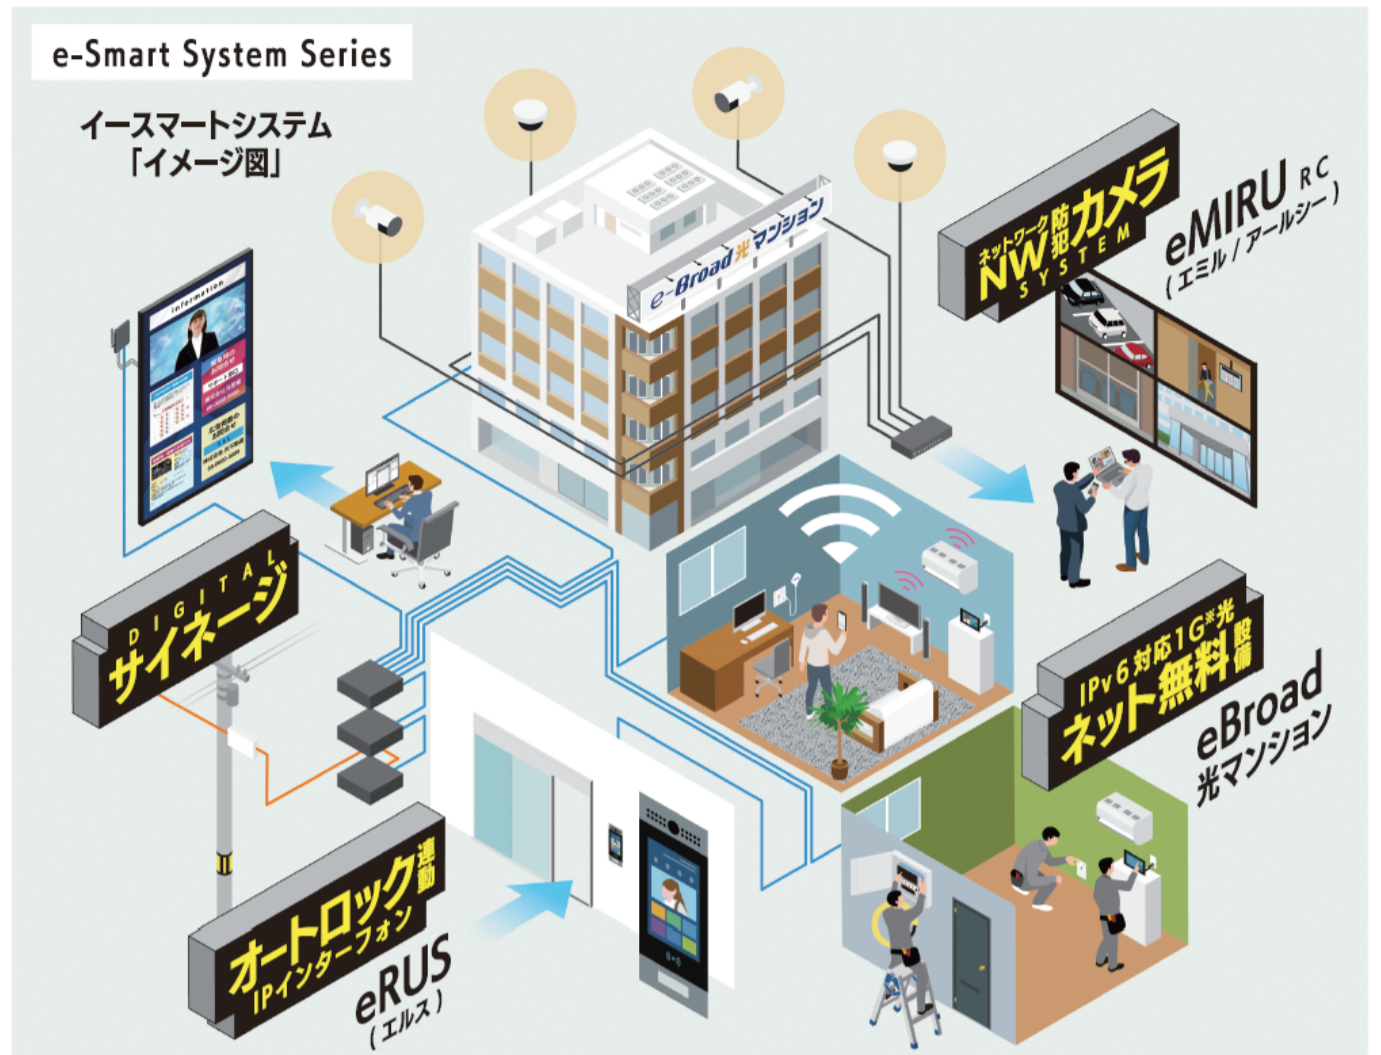 e-Smart System Series
イースマートシステム
「イメージ図」
e-Broad 光マンション
ネットワーク
NW防犯カメラ
SYSTEM
eMIRU RC
(エミル / アールシー)
information
DIGITAL
サイネージ
IPv6対応1G※光
ネット無料設備
eBroad
光マンション
オートロック連動
IPインターフォン
eRUS
(エルス)